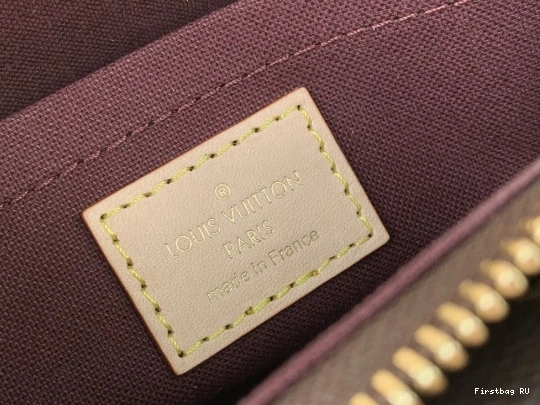 ®
LOUIS VUITTON
PARIS
made in France
Firstbag RU